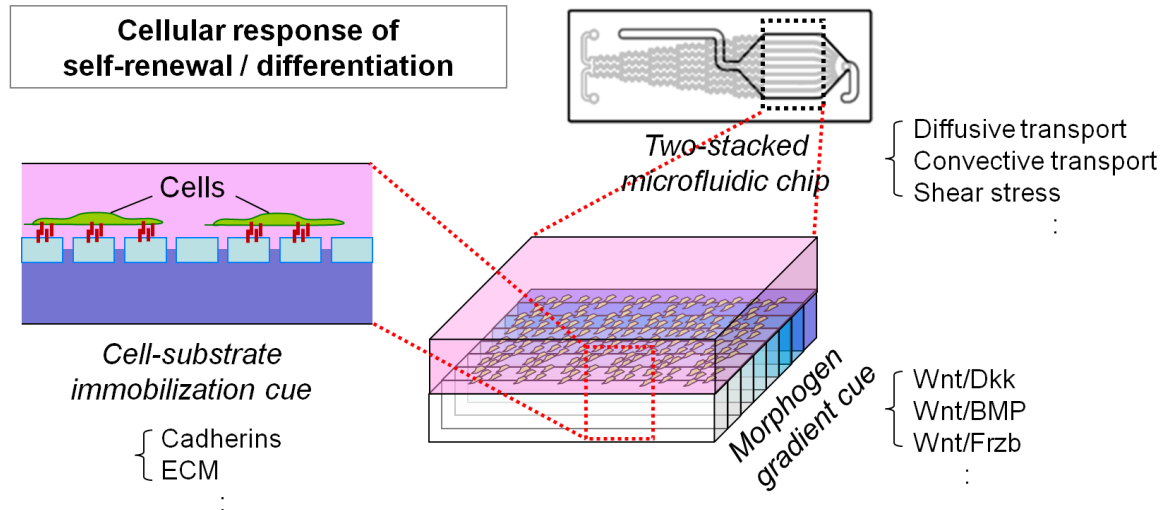 Cellular response of
self-renewal / differentiation
Two-stacked
microfluidic chip
Diffusive transport
Convective transport
Shear stress
:
Cells
Cell-substrate
immobilization cue
Cadherins
ECM
:
Morphogen
gradient cue
Wnt/Dkk
Wnt/BMP
Wnt/Frzb
: